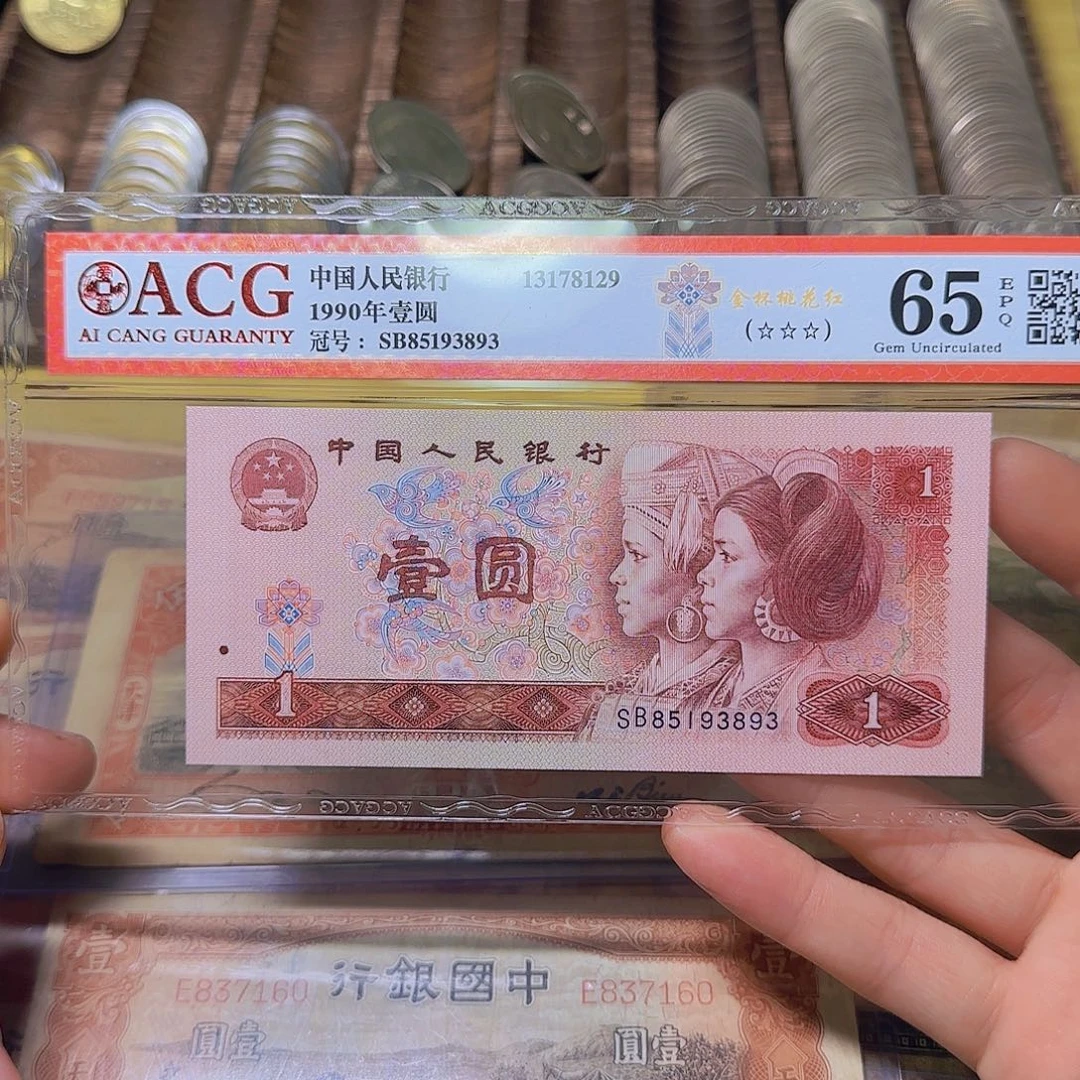 ACG
AI CANG GUARANTY
中国人民银行 13178129
1990年壹圆
冠号： SB85193893
金杯桃花红
(☆☆☆)
65
EPQ
Gem Uncirculated
中国人民银行
1
壹圆
1
SB85193893
1
壹
壹
E837160 行銀國中 E837160
圓壹 圓壹